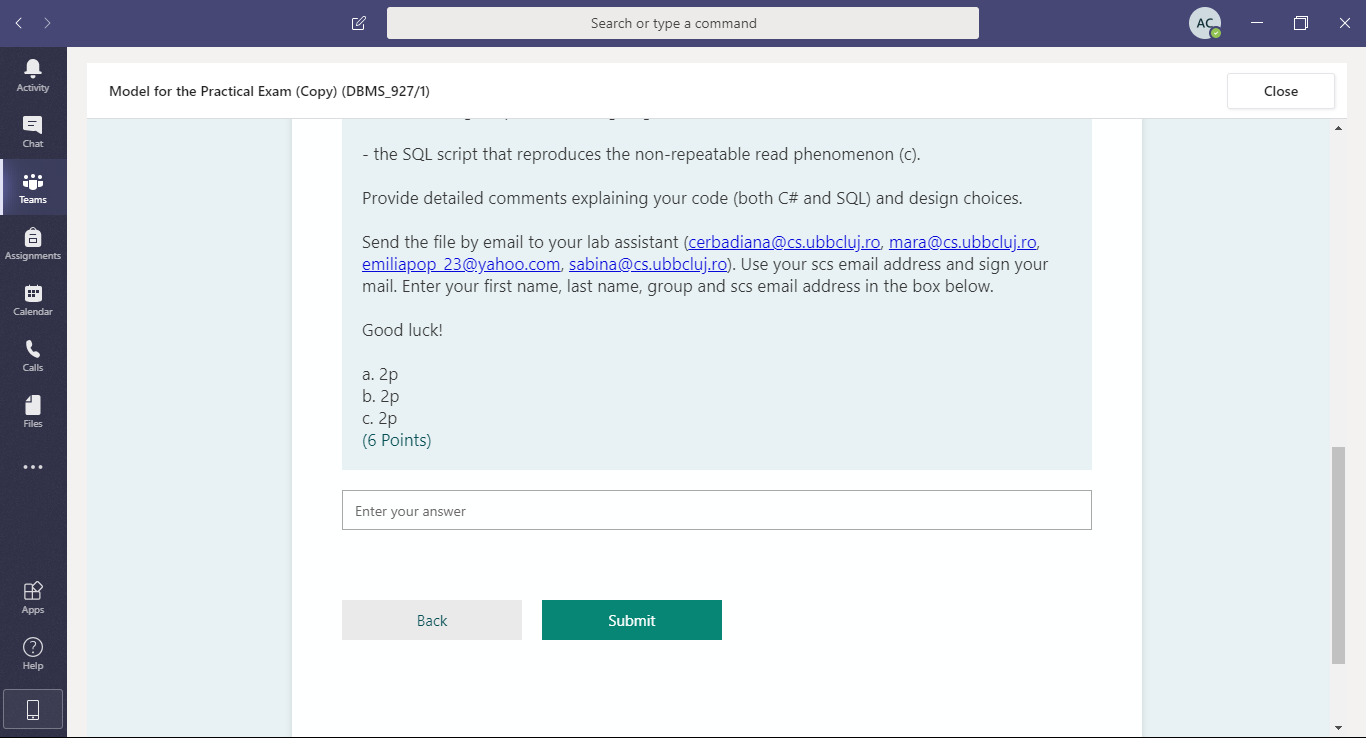 Search or type a command
AC
Activity
Chat
Teams
Assignments
Calendar
Calls
Files
Apps
Help
Model for the Practical Exam (Copy) (DBMS_927/1)
Close
- the SQL script that reproduces the non-repeatable read phenomenon (c).
Provide detailed comments explaining your code (both C# and SQL) and design choices.
Send the file by email to your lab assistant (cerbadiana@cs.ubbcluj.ro, mara@cs.ubbcluj.ro,
emiliapop_23@yahoo.com, sabina@cs.ubbcluj.ro). Use your scs email address and sign your
mail. Enter your first name, last name, group and scs email address in the box below.
Good luck!
a. 2p
b. 2p
c. 2p
(6 Points)
Enter your answer
Back
Submit